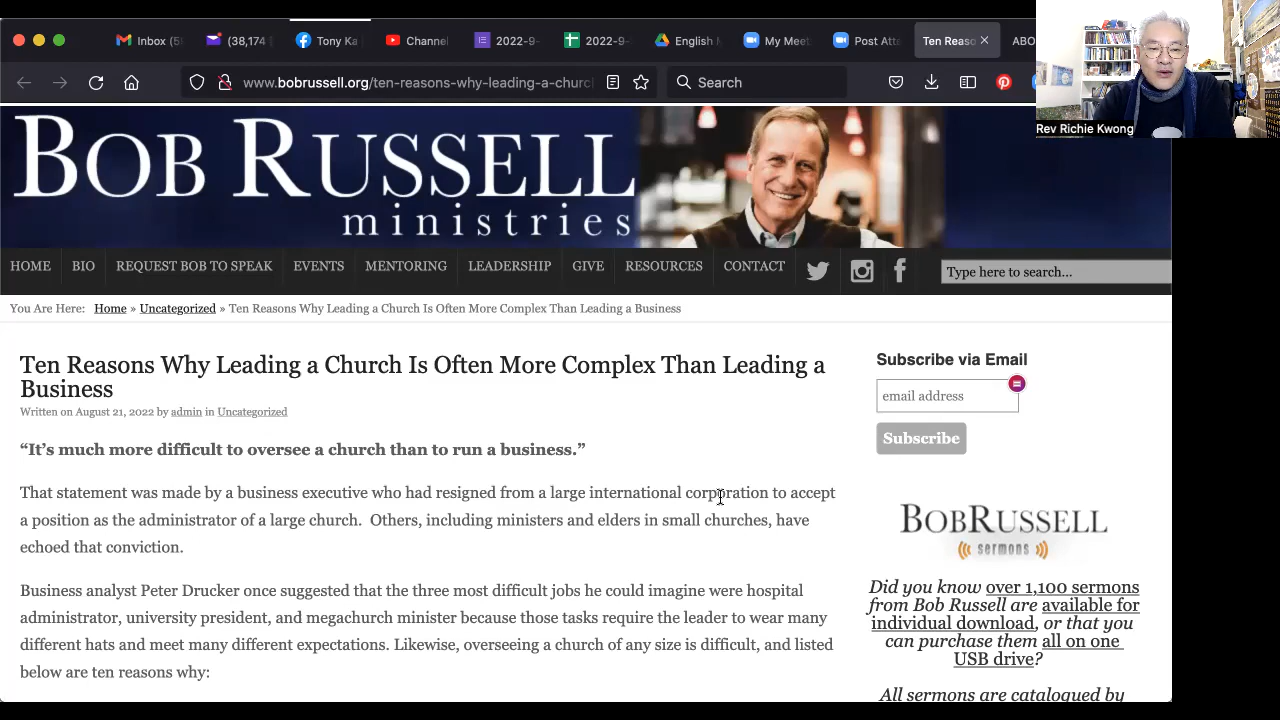 Inbox (5
(38,174
Tony Ka
Channel
2022-9-
2022-9-
English M
My Meet
Post Atte
Ten Reaso
ABO
www.bobrussell.org/ten-reasons-why-leading-a-churc
Search
Rev Richie Kwong
BOB RUSSELL
ministries
HOME BIO REQUEST BOB TO SPEAK EVENTS MENTORING LEADERSHIP GIVE RESOURCES CONTACT
Type here to search...
You Are Here: Home » Uncategorized » Ten Reasons Why Leading a Church Is Often More Complex Than Leading a Business
Ten Reasons Why Leading a Church Is Often More Complex Than Leading a
Business
Written on August 21, 2022 by admin in Uncategorized
“It’s much more difficult to oversee a church than to run a business.”
That statement was made by a business executive who had resigned from a large international corporation to accept
a position as the administrator of a large church. Others, including ministers and elders in small churches, have
echoed that conviction.
Business analyst Peter Drucker once suggested that the three most difficult jobs he could imagine were hospital
administrator, university president, and megachurch minister because those tasks require the leader to wear many
different hats and meet many different expectations. Likewise, overseeing a church of any size is difficult, and listed
below are ten reasons why:
Subscribe via Email
email address
Subscribe
BOBRUSSELL
sermons
Did you know over 1,100 sermons
from Bob Russell are available for
individual download, or that you
can purchase them all on one
USB drive?
All sermons are catalogued by